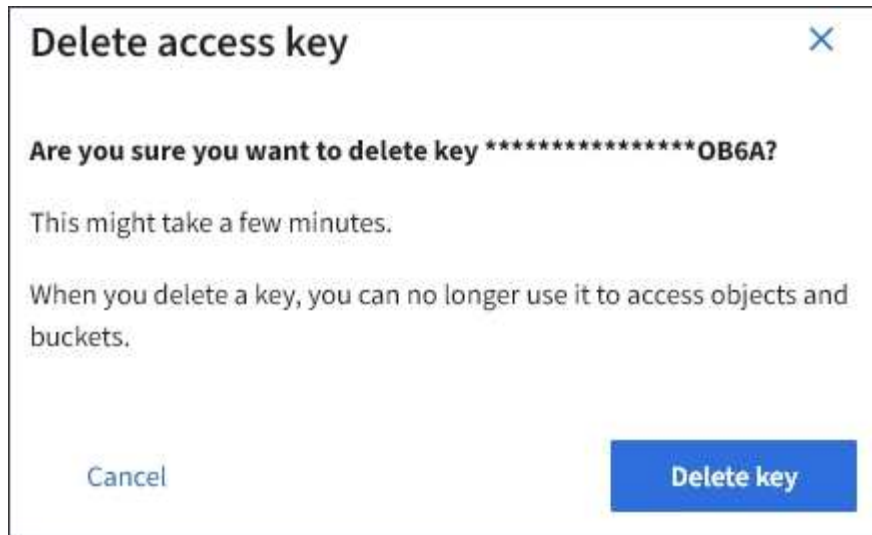 Delete access key
Are you sure you want to delete key ****************OB6A?
This might take a few minutes.
When you delete a key, you can no longer use it to access objects and
buckets.
Cancel
Delete key